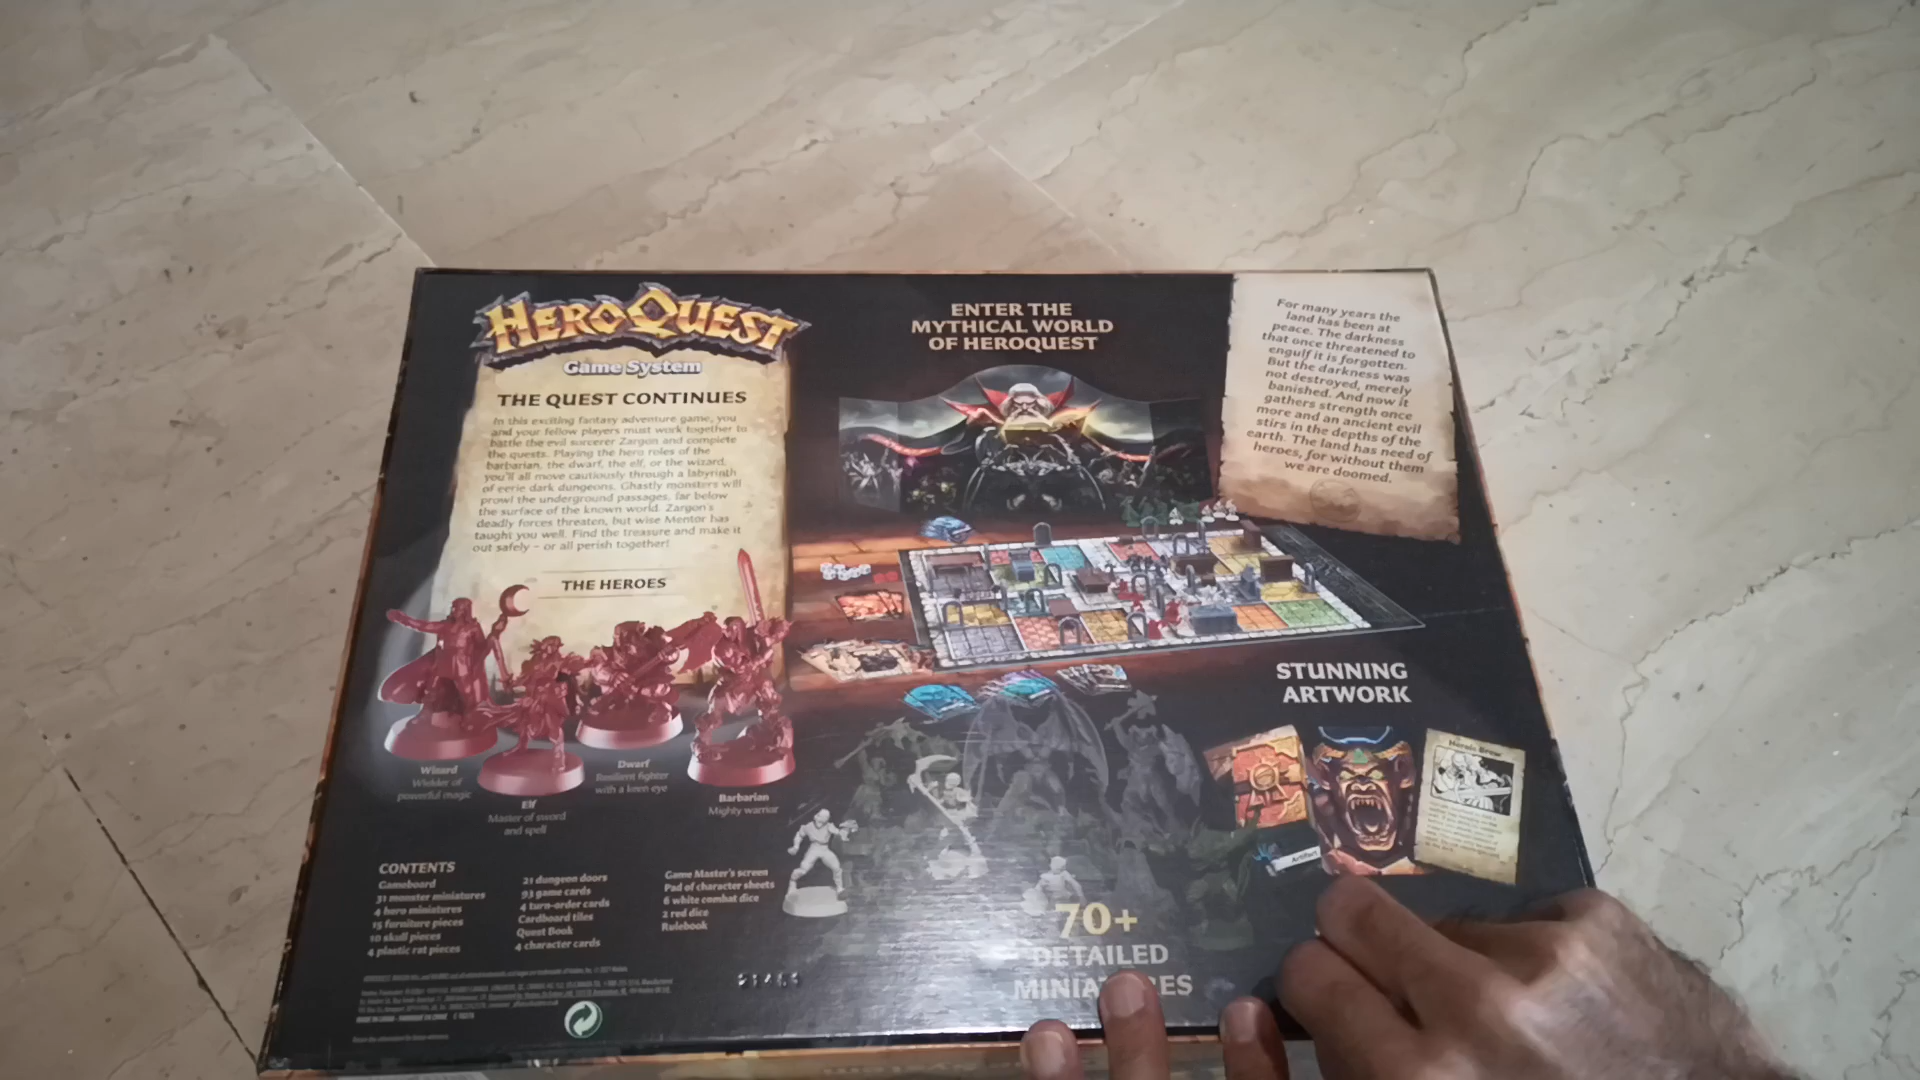 HEROQUEST
Game System
THE QUEST CONTINUES
In this exciting fantasy adventure game, you
and your fellow players must work together to
battle the evil sorcerer Zargon and complete
the quests. Playing the hero roles of the
barbarian, the dwarf, the elf, or the wizard,
you'll all move cautiously through a labyrinth
of eerie dark dungeons. Ghastly monsters will
prowl the underground passages, far below
the surface of the known world. Zargon's
deadly forces threaten, but wise Mentor has
taught you well. Find the treasure and make it
out safely – or all perish together!
THE HEROES
Wizard
Wielder of
powerful magic
Elf
Master of sword
and spell
Dwarf
Resilient fighter
with a keen eye
Barbarian
Mighty warrior
CONTENTS
Gameboard
31 monster miniatures
4 hero miniatures
15 furniture pieces
10 skull pieces
4 plastic rat pieces
21 dungeon doors
93 game cards
4 turn-order cards
Cardboard tiles
Quest Book
4 character cards
Game Master's screen
Pad of character sheets
6 white combat dice
2 red dice
Rulebook
ENTER THE
MYTHICAL WORLD
OF HEROQUEST
For many years the
land has been at
peace. The darkness
that once threatened to
engulf it is forgotten.
But the darkness was
not destroyed, merely
banished. And now it
gathers strength once
more and an ancient evil
stirs in the depths of the
earth. The land has need of
heroes, for without them
we are doomed.
STUNNING
ARTWORK
Heroic Brew
Artifact
70+
DETAILED